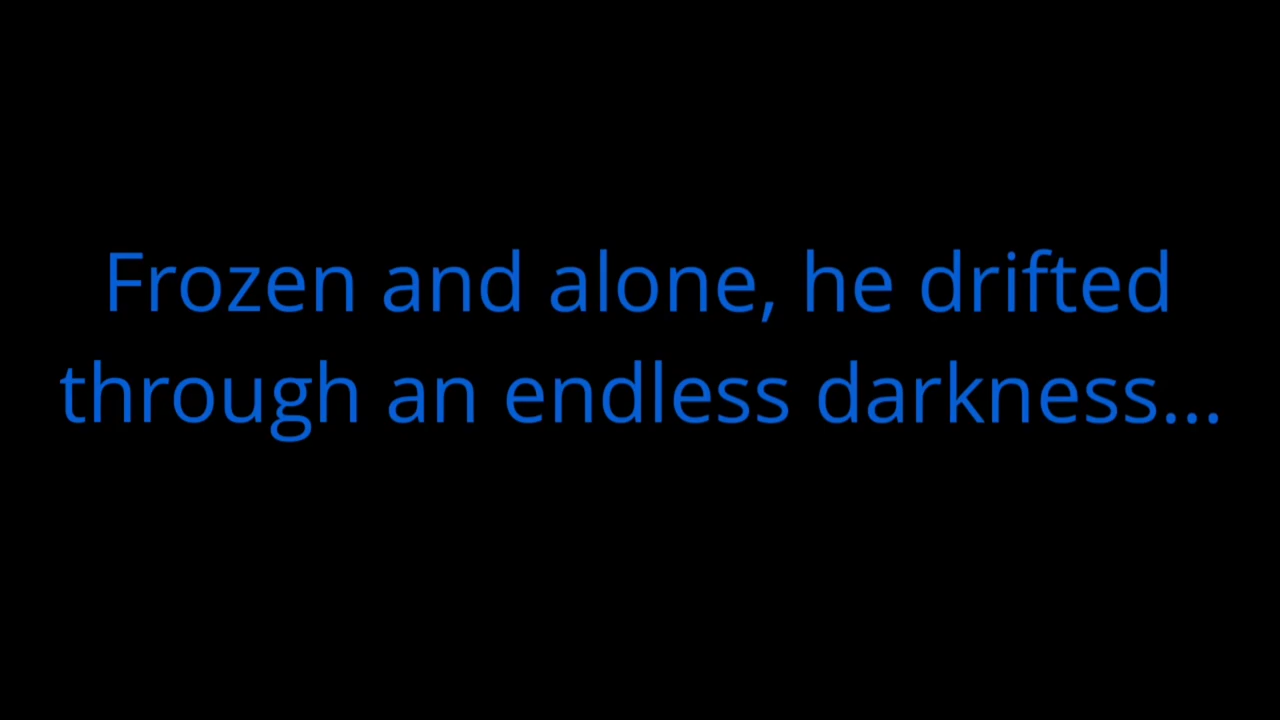 Frozen and alone, he drifted
through an endless darkness...